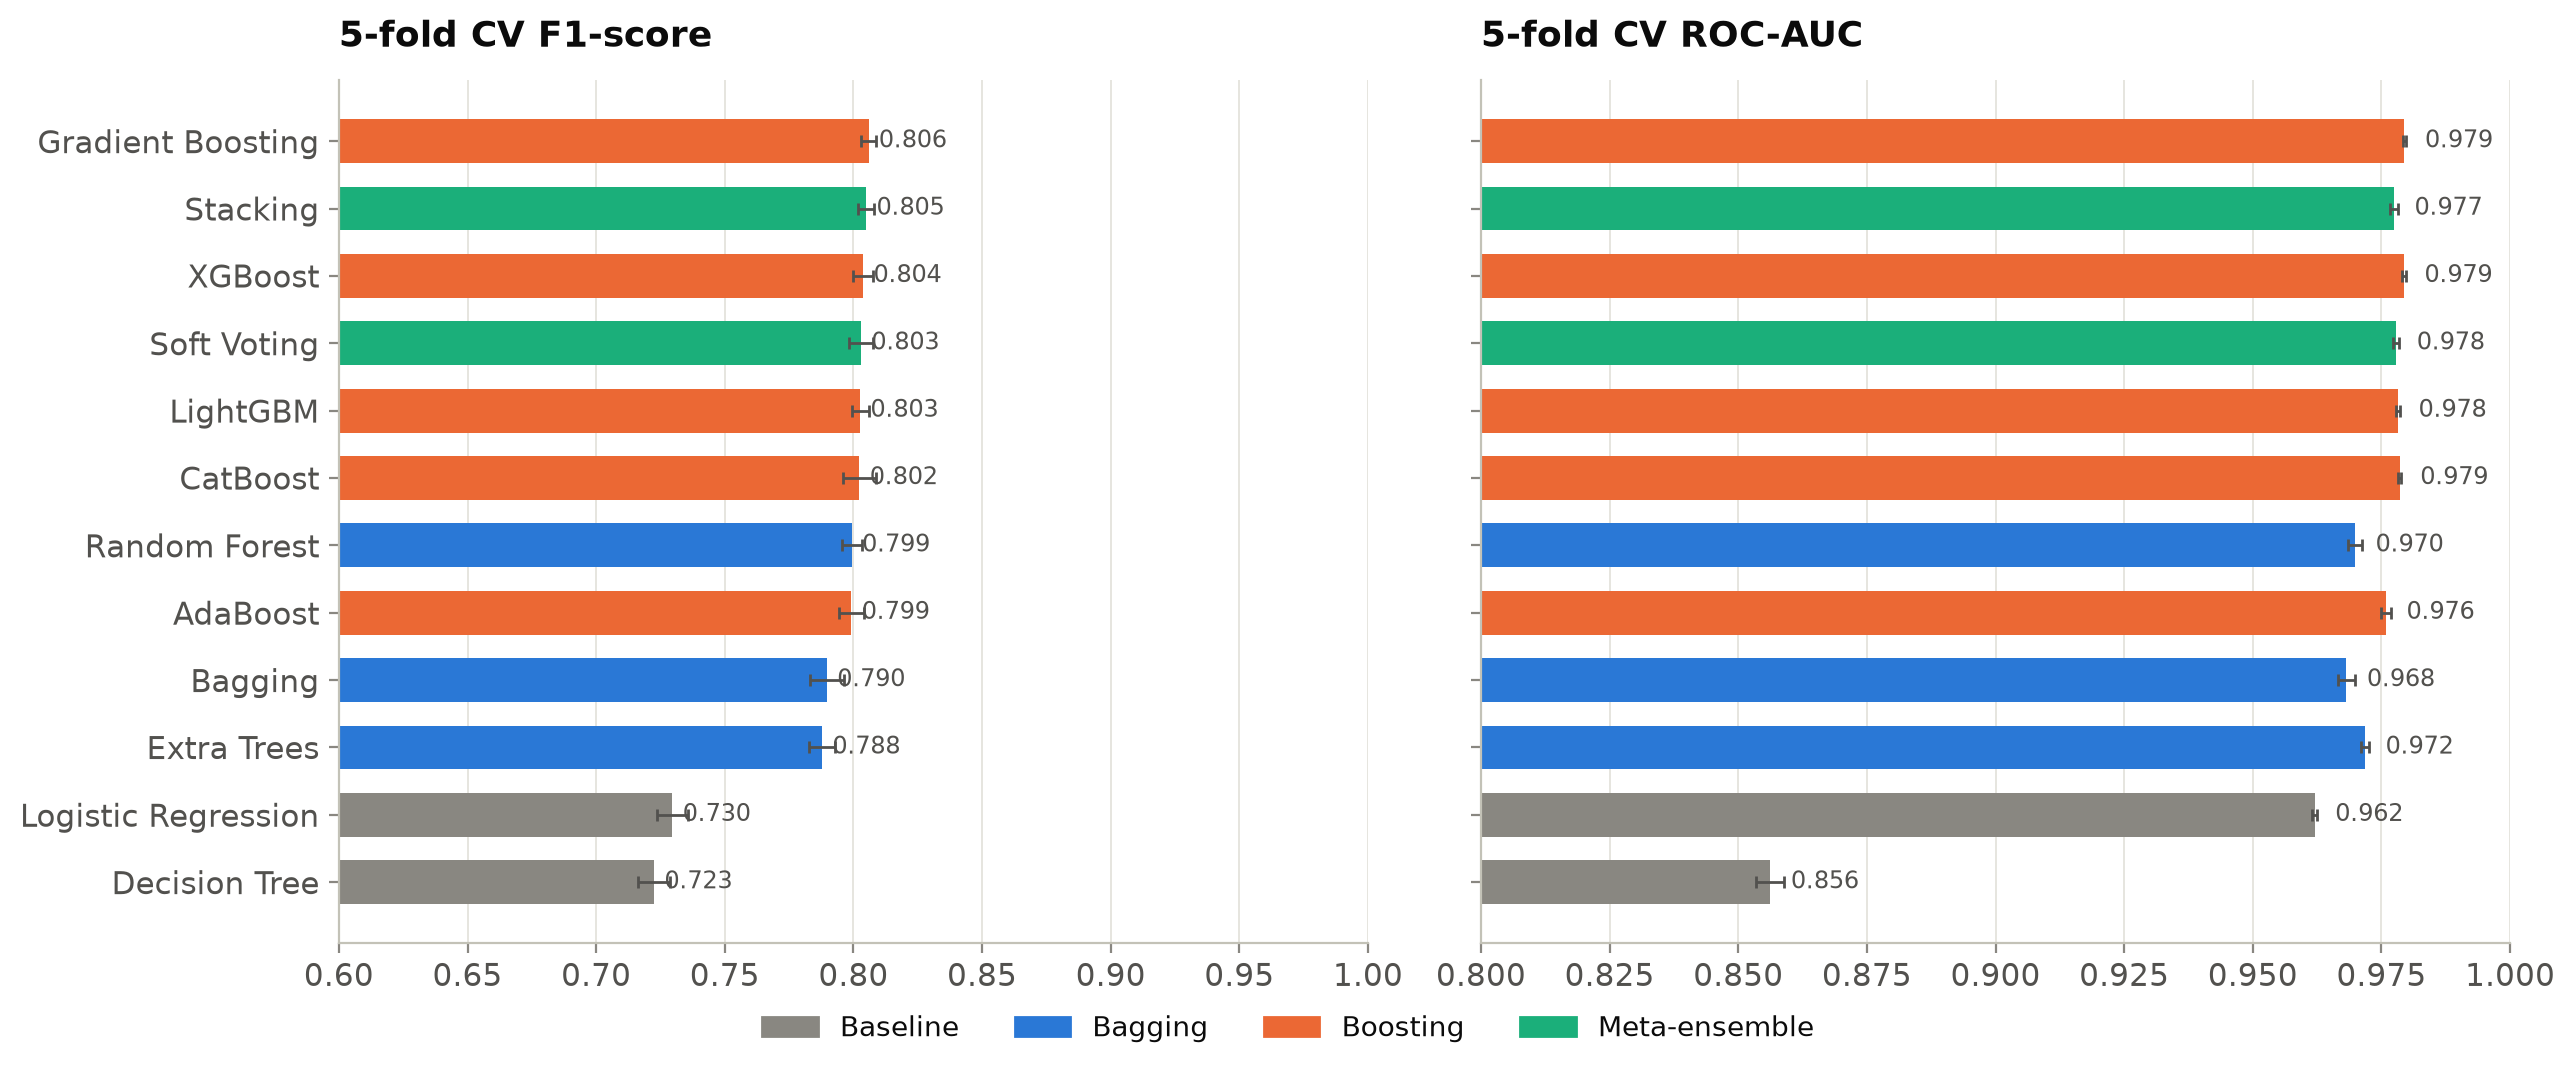 5-fold CV F1-score
5-fold CV ROC-AUC
Gradient Boosting 0.806 0.979
Stacking 0.805 0.977
XGBoost 0.804 0.979
Soft Voting 0.803 0.978
LightGBM 0.803 0.978
CatBoost 0.802 0.979
Random Forest 0.799 0.970
AdaBoost 0.799 0.976
Bagging 0.790 0.968
Extra Trees 0.788 0.972
Logistic Regression 0.730 0.962
Decision Tree 0.723 0.856
0.60 0.65 0.70 0.75 0.80 0.85 0.90 0.95 1.00
0.800 0.825 0.850 0.875 0.900 0.925 0.950 0.975 1.000
Baseline Bagging Boosting Meta-ensemble